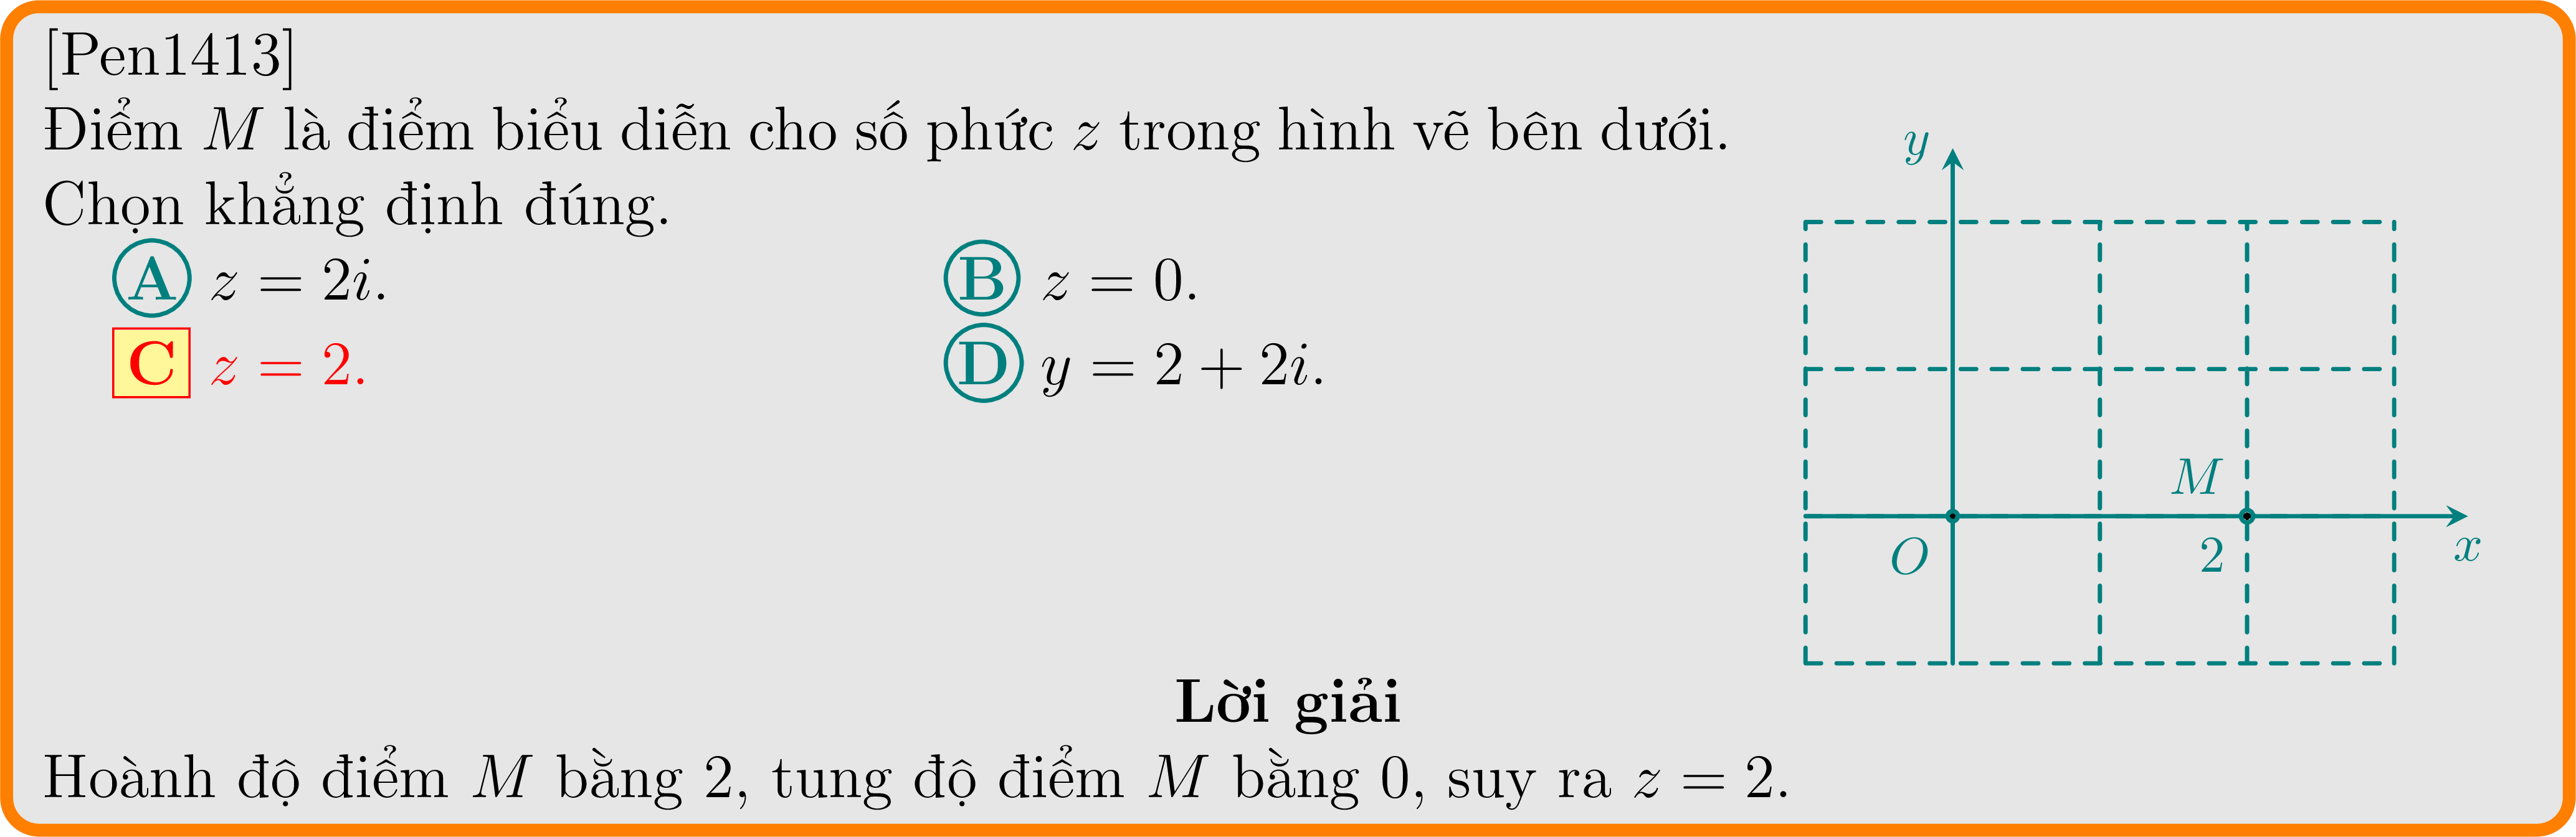 [Pen1413]
Điểm M là điểm biểu diễn cho số phức z trong hình vẽ bên dưới.
Chọn khẳng định đúng.
A z = 2i.
B z = 0.
C z = 2.
D y = 2 + 2i.
y
M
O
2
x
Lời giải
Hoành độ điểm M bằng 2, tung độ điểm M bằng 0, suy ra z = 2.